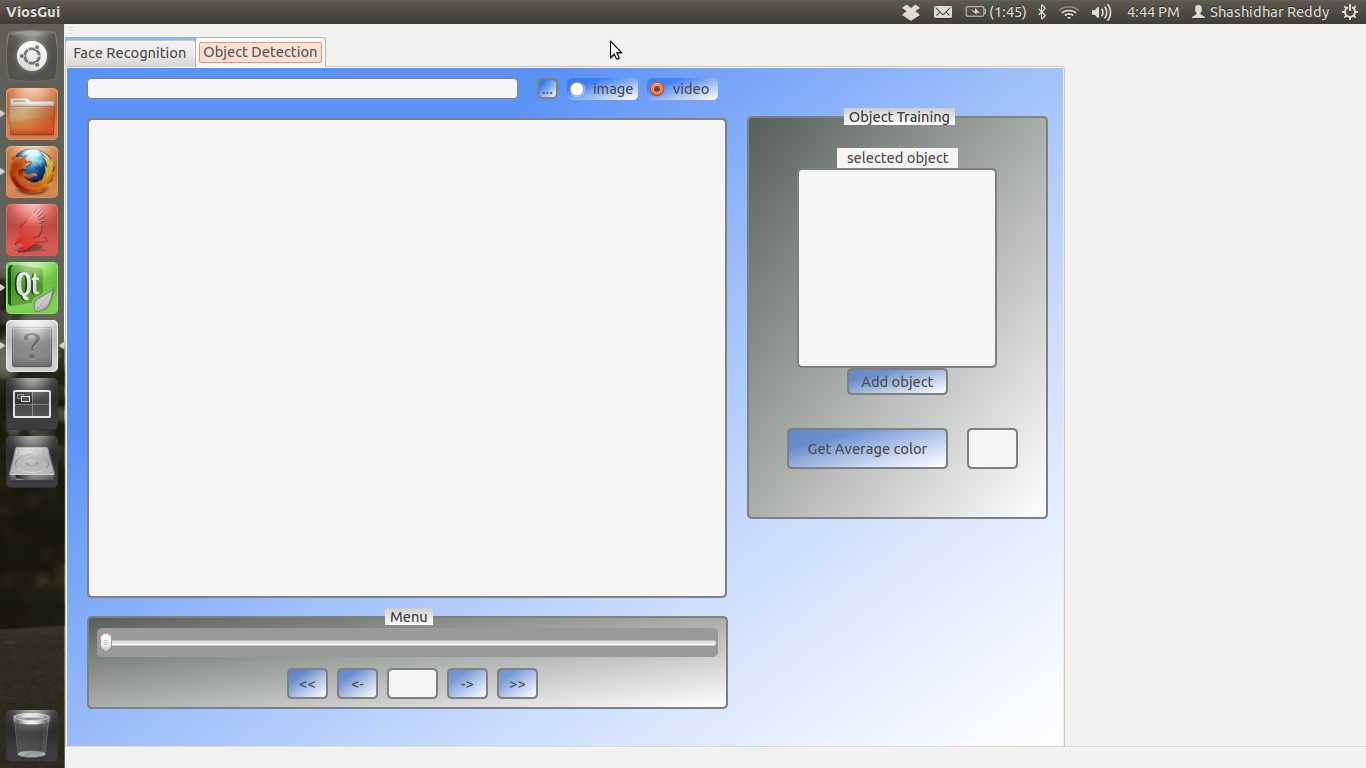 ViosGui
(1:45) 4:44 PM Shashidhar Reddy
Face Recognition Object Detection
... image video
Object Training
selected object
Add object
Get Average color
Menu
<< <- -> >>
Qt
?